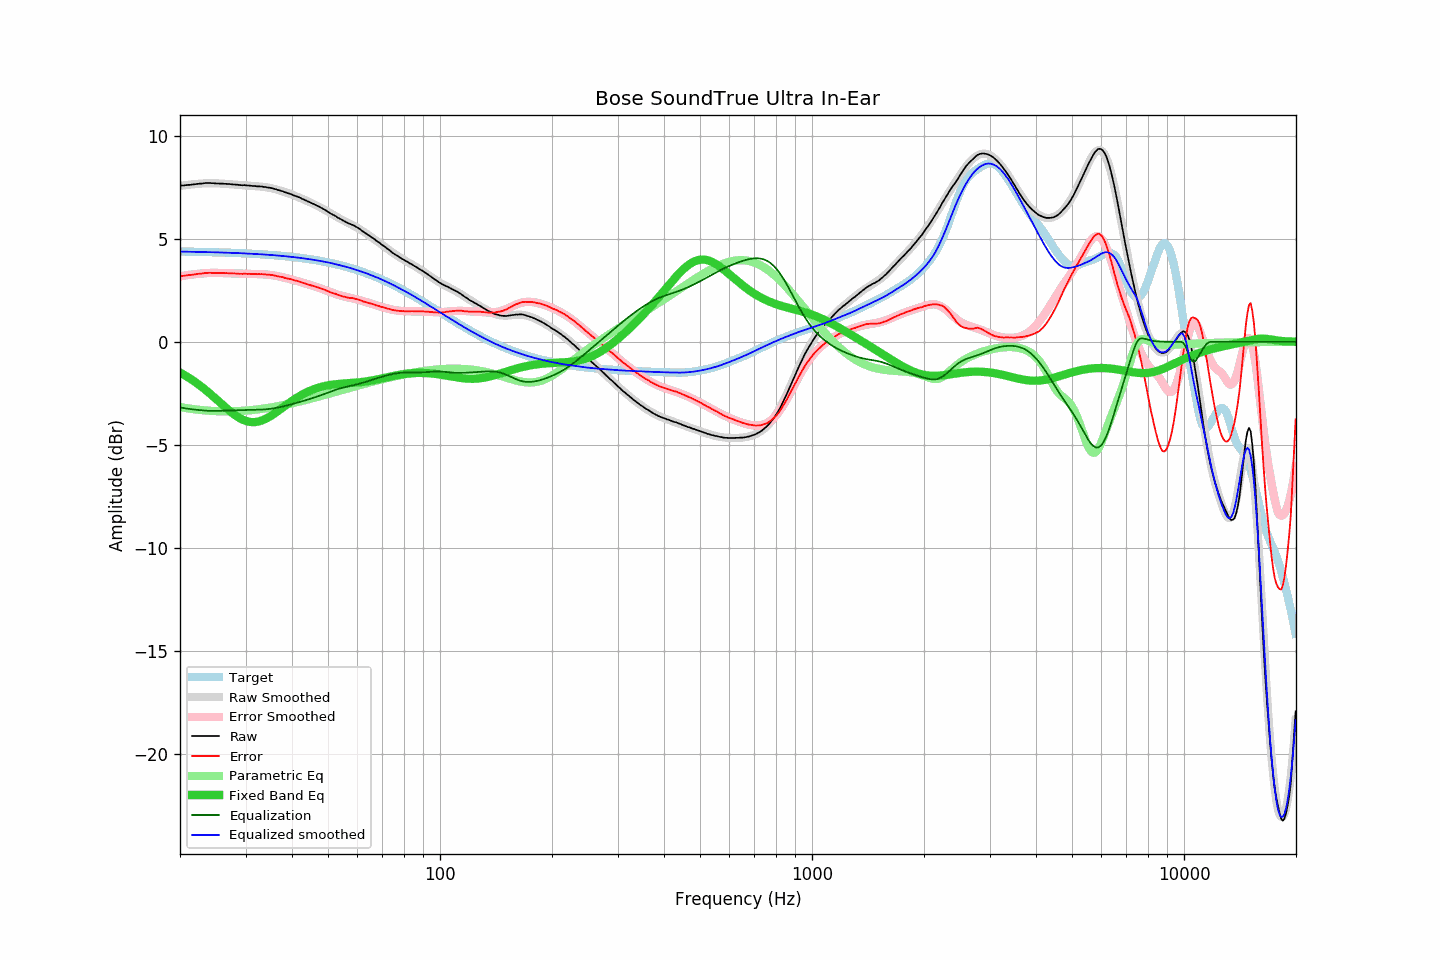 Bose SoundTrue Ultra In-Ear
10
5
0
−5
−10
−15
−20
Amplitude (dBr)
Target
Raw Smoothed
Error Smoothed
Raw
Error
Parametric Eq
Fixed Band Eq
Equalization
Equalized smoothed
100 1000 10000
Frequency (Hz)